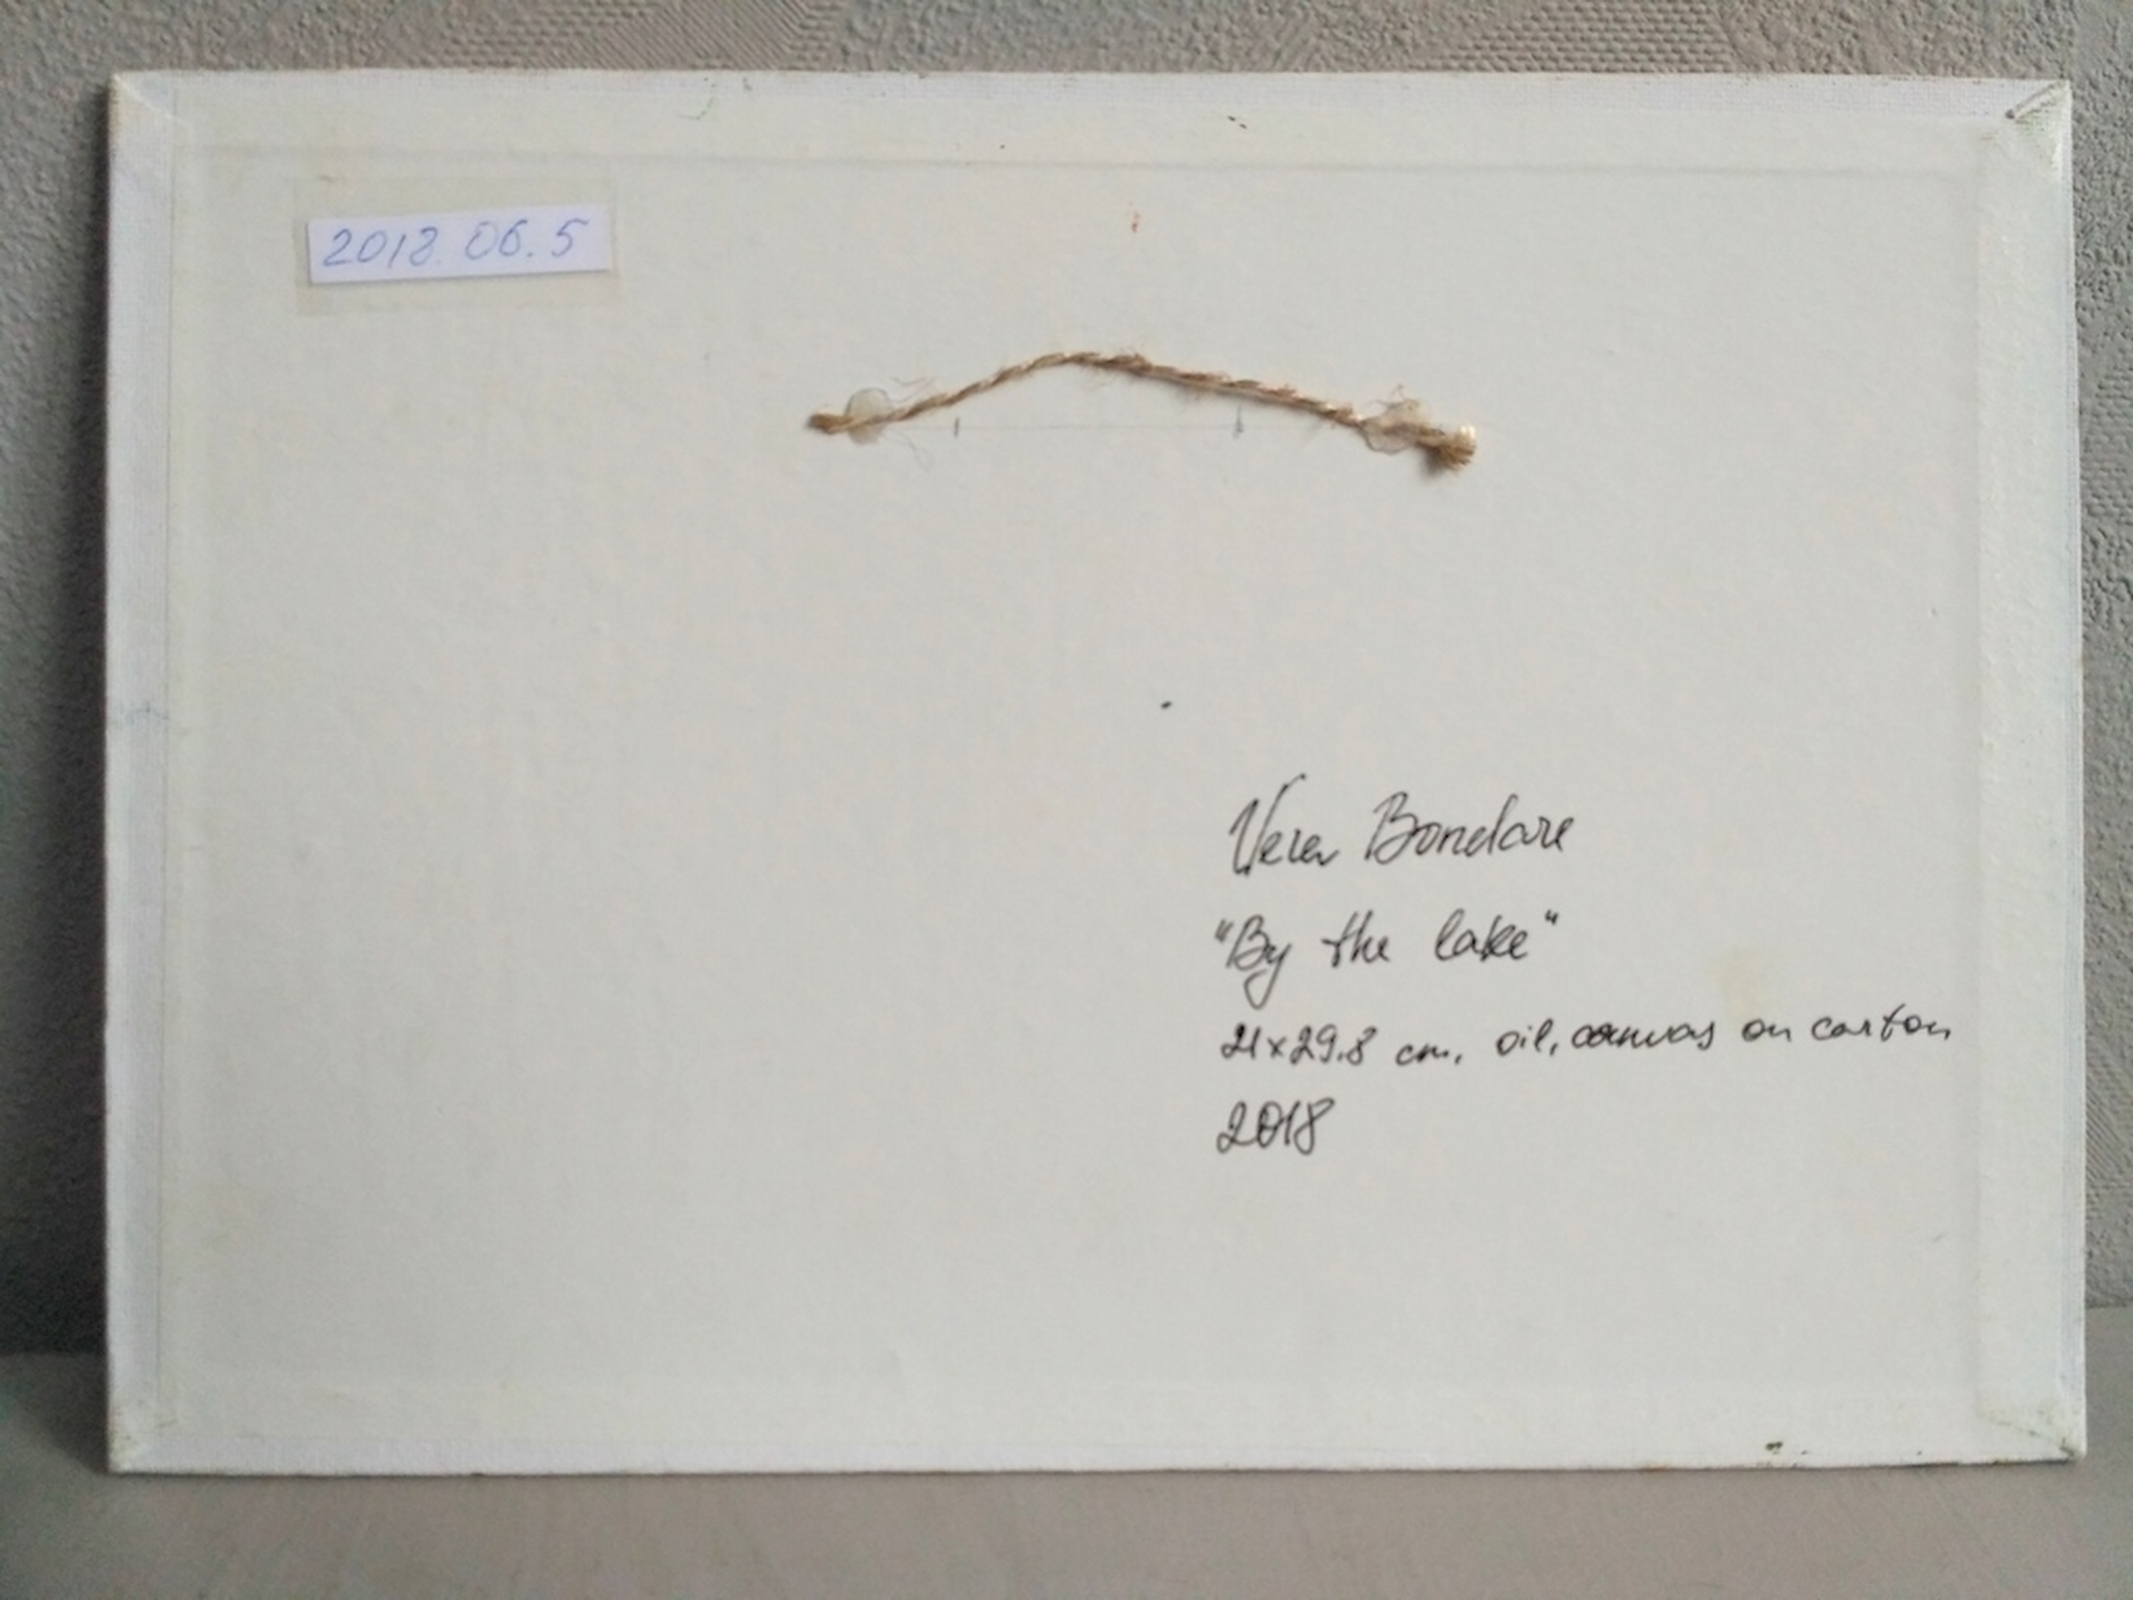 2018. 06.5
Vera Bondare
"By the lake"
21x29.8 cm, oil, canvas on carton
2018